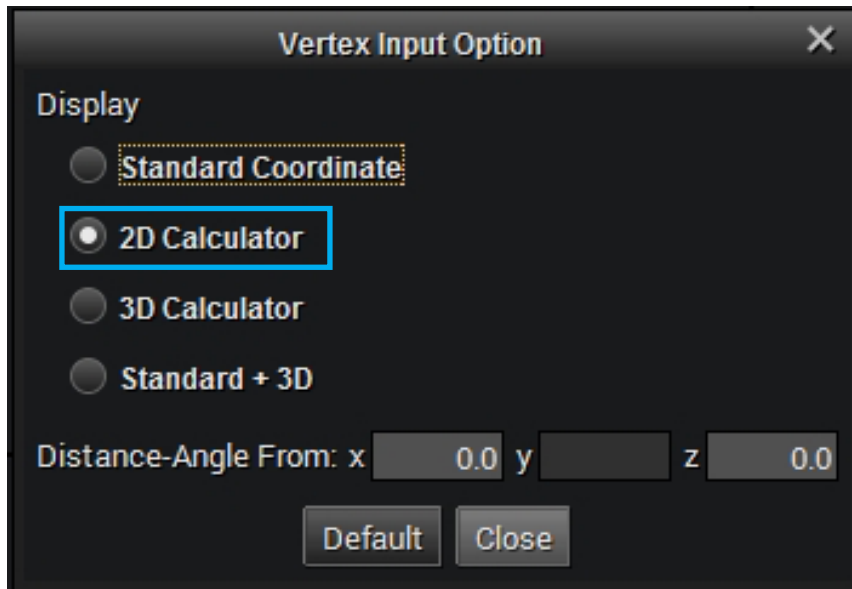 Vertex Input Option
Display
Standard Coordinate
2D Calculator
3D Calculator
Standard + 3D
Distance-Angle From: x 0.0 y z 0.0
Default Close